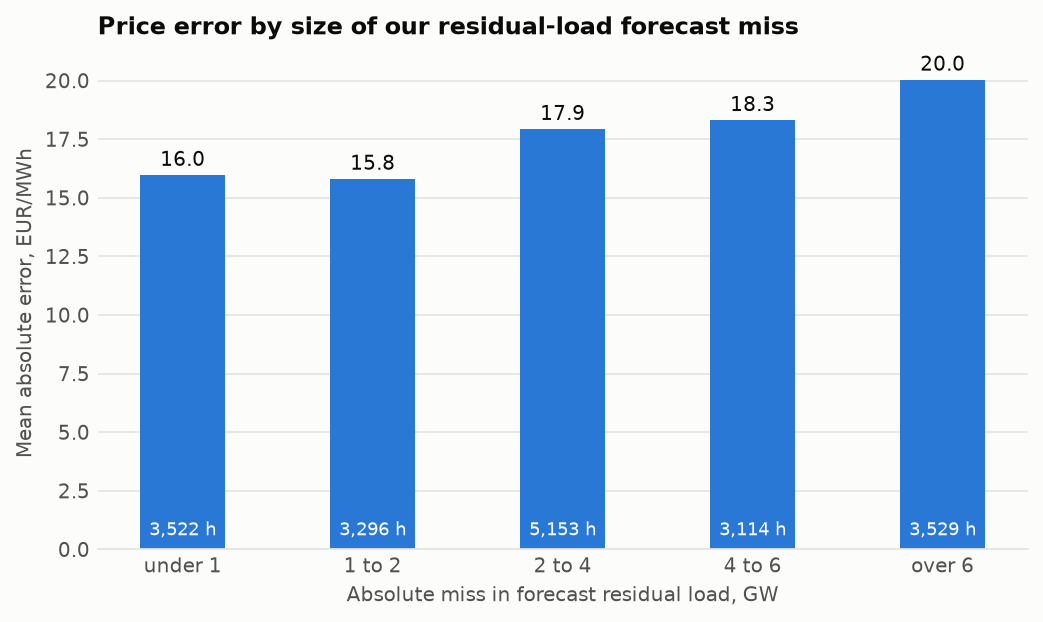 Price error by size of our residual-load forecast miss
Mean absolute error, EUR/MWh
20.0
17.5
15.0
12.5
10.0
7.5
5.0
2.5
0.0
16.0
15.8
17.9
18.3
20.0
3,522 h
3,296 h
5,153 h
3,114 h
3,529 h
under 1
1 to 2
2 to 4
4 to 6
over 6
Absolute miss in forecast residual load, GW